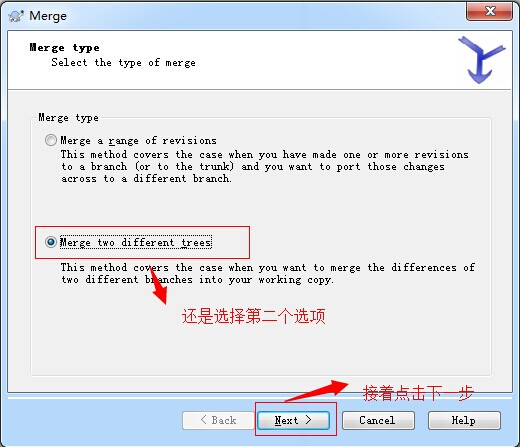 Merge
Merge type
Select the type of merge
Merge type
Merge a range of revisions
This method covers the case when you have made one or more revisions
to a branch (or to the trunk) and you want to port those changes
across to a different branch.
Merge two different trees
This method covers the case when you want to merge the differences of
two different branches into your working copy.
还是选择第二个选项
接着点击下一步
< Back Next > Cancel Help